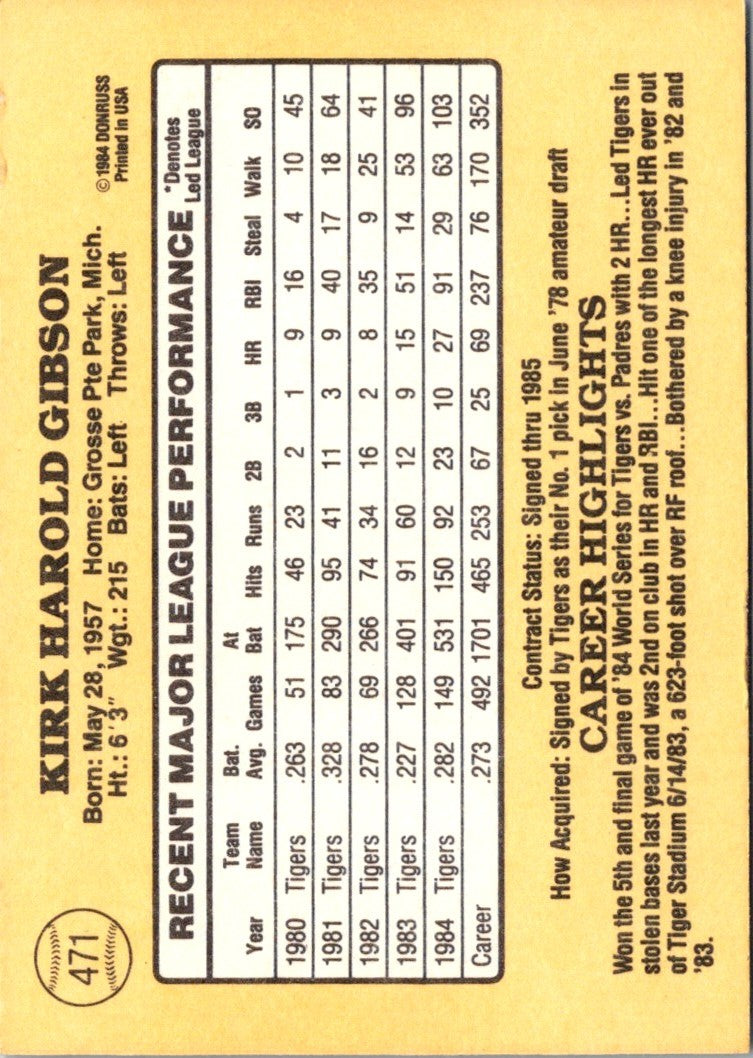 471
KIRK HAROLD GIBSON
Born: May 28, 1957 Home: Grosse Pte Park, Mich.
Ht.: 6'3" Wgt.: 215 Bats: Left Throws: Left
©1984 DONRUSS
Printed in USA
RECENT MAJOR LEAGUE PERFORMANCE *Denotes Led League
Year Team Name Bat. Avg. Games At Bat Hits Runs 2B 3B HR RBI Steal Walk SO
1980 Tigers .263 51 175 46 23 2 1 9 16 4 10 45
1981 Tigers .328 83 290 95 41 11 3 9 40 17 18 64
1982 Tigers .278 69 266 74 34 16 2 8 35 9 25 41
1983 Tigers .227 128 401 91 60 12 9 15 51 14 53 96
1984 Tigers .282 149 531 150 92 23 10 27 91 29 63 103
Career .273 492 1701 465 253 67 25 69 237 76 170 352
Contract Status: Signed thru 1985
How Acquired: Signed by Tigers as their No. 1 pick in June '78 amateur draft
CAREER HIGHLIGHTS
Won the 5th and final game of '84 World Series for Tigers vs. Padres with 2 HR...Led Tigers in
stolen bases last year and was 2nd on club in HR and RBI...Hit one of the longest HR ever out
of Tiger Stadium 6/14/83, a 623-foot shot over RF roof...Bothered by a knee injury in '82 and
'83.